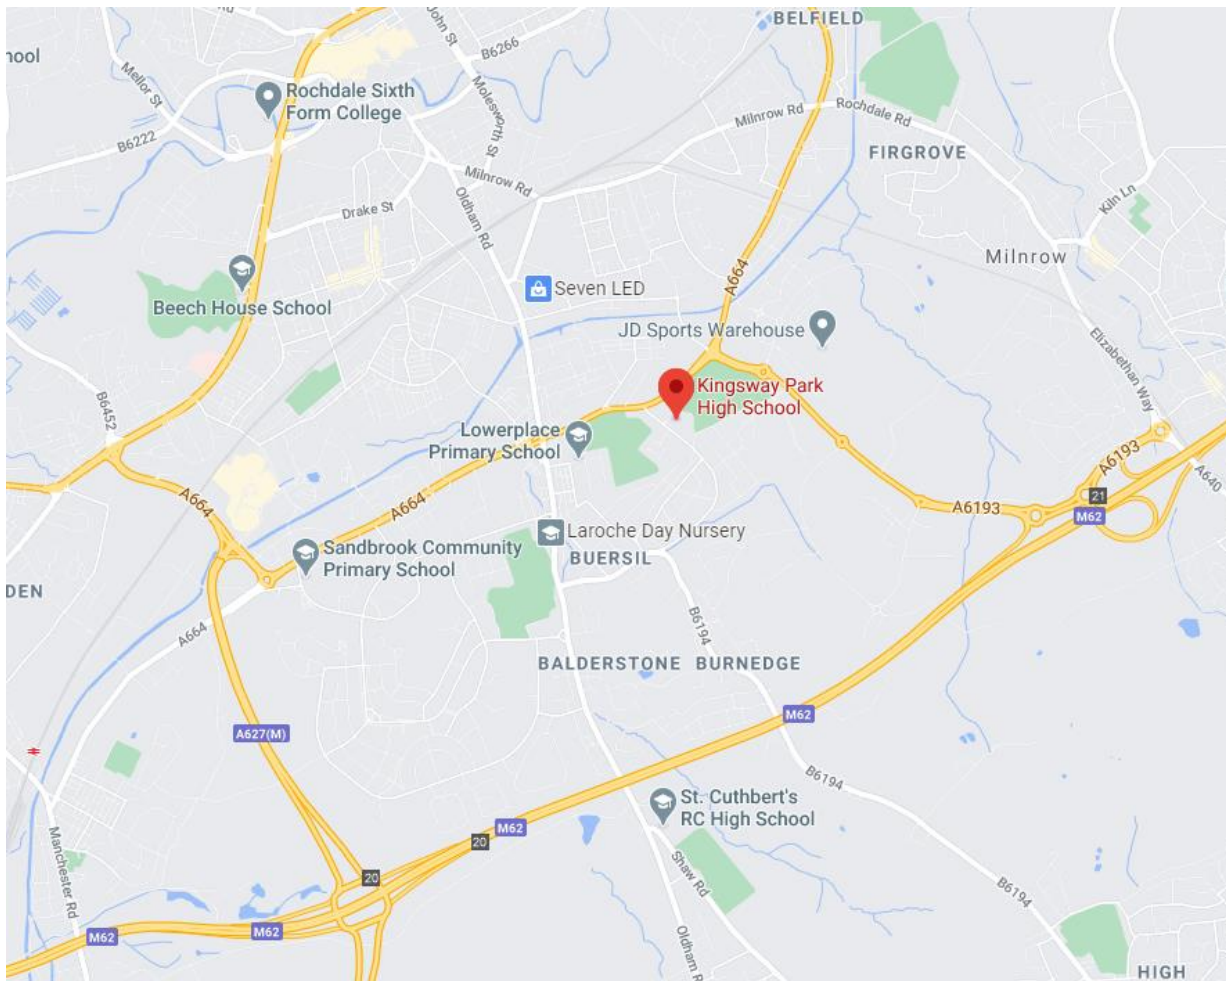 BELFIELD
John St
B6266
hool
Mellor St
Rochdale Sixth
Form College
Molesworth St
Milnrow Rd
Rochdale Rd
B6222
FIRGROVE
Milnrow Rd
Kiln Ln
Drake St
Oldham Rd
Milnrow
A664
Beech House School
Seven LED
JD Sports Warehouse
Elizabethan Way
B6452
Kingsway Park
High School
Lowerplace
Primary School
A6193
A640
A664
A664
21
A6193
M62
Laroche Day Nursery
Sandbrook Community
Primary School
BUERSIL
DEN
B6194
A664
BALDERSTONE
BURNEDGE
M62
A627(M)
B6194
St. Cuthbert's
RC High School
M62
20
Manchester Rd
Shaw Rd
20
B6194
M62
M62
Oldham Rd
HIGH